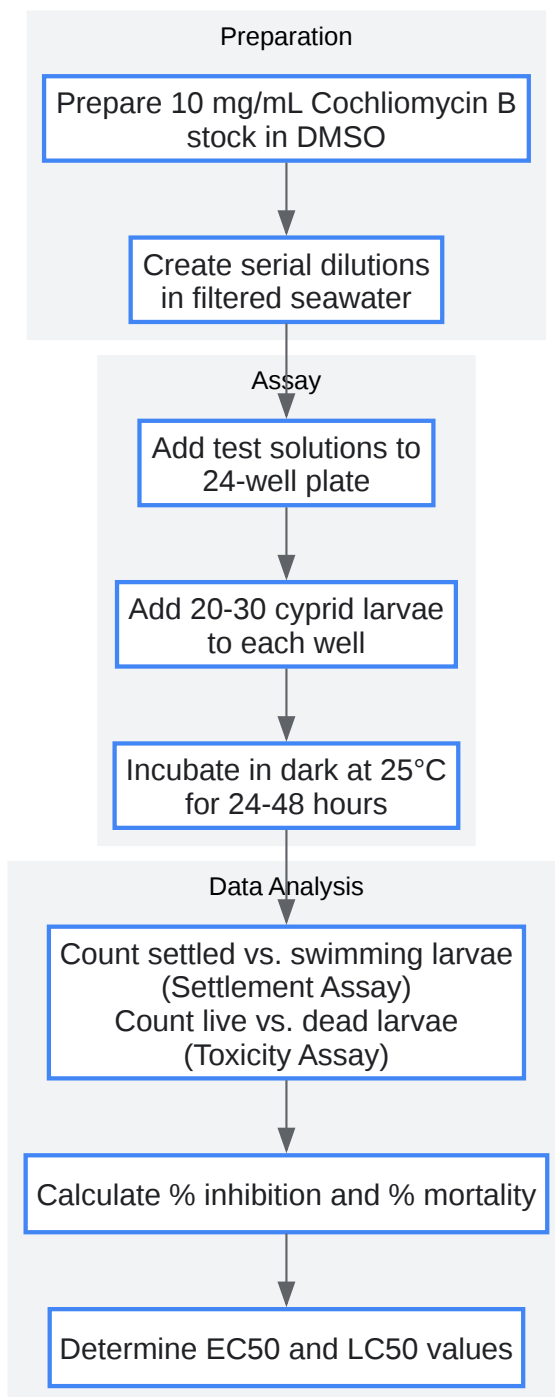 Preparation
Prepare 10 mg/mL Cochliomycin B
stock in DMSO
Create serial dilutions
in filtered seawater
Assay
Add test solutions to
24-well plate
Add 20-30 cyprid larvae
to each well
Incubate in dark at 25°C
for 24-48 hours
Data Analysis
Count settled vs. swimming larvae
(Settlement Assay)
Count live vs. dead larvae
(Toxicity Assay)
Calculate % inhibition and % mortality
Determine EC50 and LC50 values